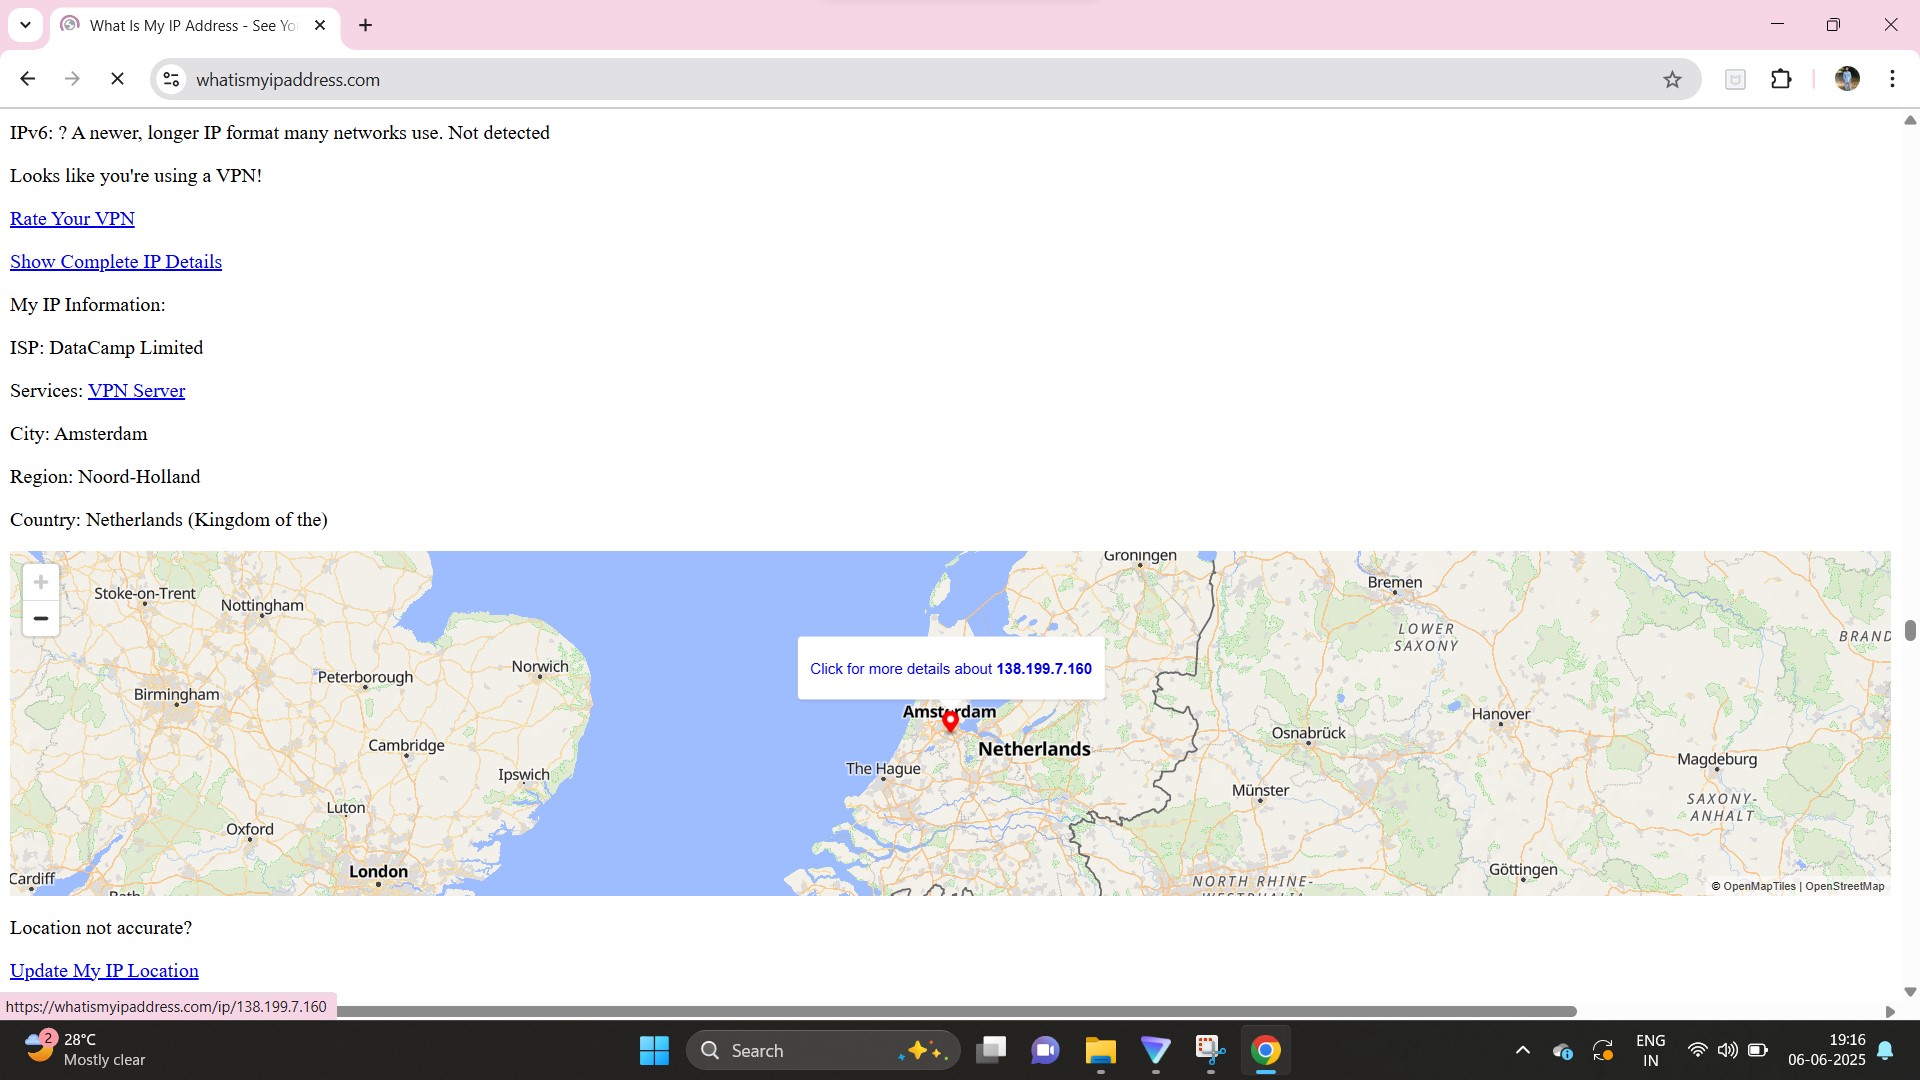 What Is My IP Address - See Yo
whatismyipaddress.com
IPv6: ? A newer, longer IP format many networks use. Not detected
Looks like you're using a VPN!
Rate Your VPN
Show Complete IP Details
My IP Information:
ISP: DataCamp Limited
Services: VPN Server
City: Amsterdam
Region: Noord-Holland
Country: Netherlands (Kingdom of the)
Groningen
Bremen
Stoke-on-Trent
Nottingham
LOWER
SAXONY
BRAND
Norwich
Peterborough
Birmingham
Click for more details about 138.199.7.160
Amsterdam
Hanover
Osnabrück
Cambridge
Netherlands
The Hague
Magdeburg
Ipswich
Münster
Luton
SAXONY-
ANHALT
Oxford
London
Göttingen
Cardiff
Bath
NORTH RHINE-
WESTPHALIA
© OpenMapTiles | OpenStreetMap
Location not accurate?
Update My IP Location
https://whatismyipaddress.com/ip/138.199.7.160
2
28°C
Mostly clear
Search
ENG
IN
19:16
06-06-2025